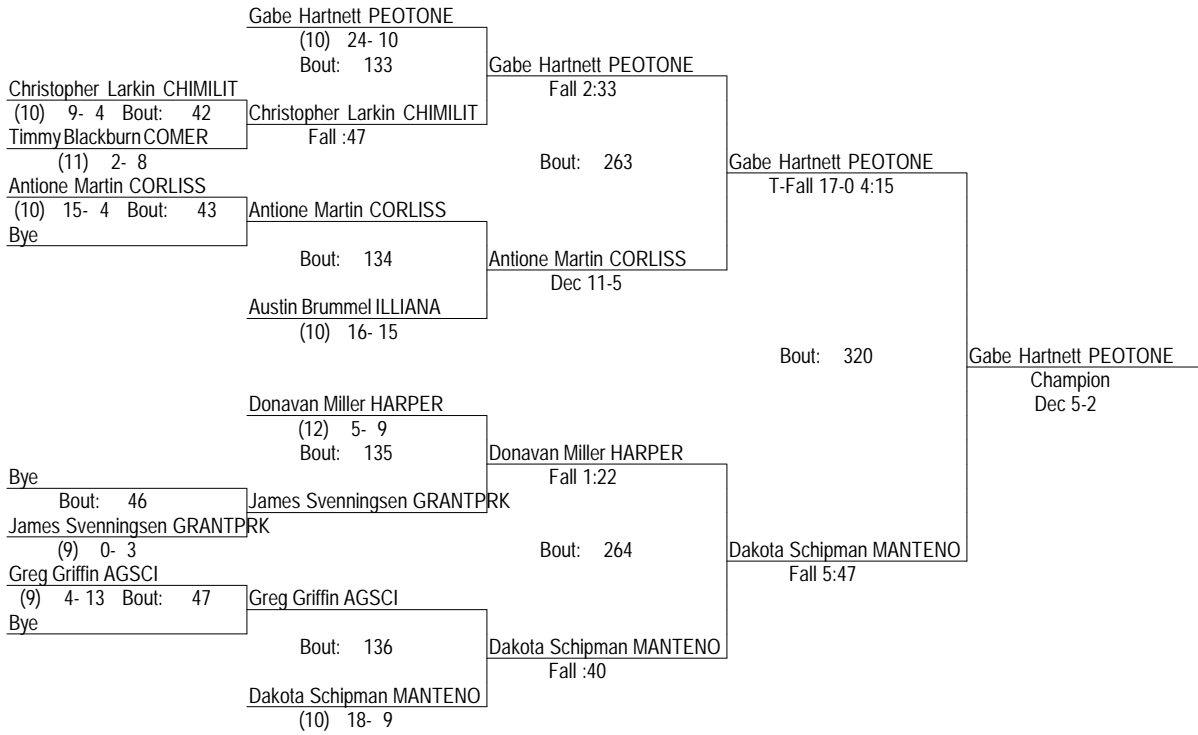 Gabe Hartnett PEOTONE
(10) 24- 10
Bout: 133
Gabe Hartnett PEOTONE
Fall 2:33
Christopher Larkin CHIMILIT
(10) 9- 4 Bout: 42
Christopher Larkin CHIMILIT
Fall :47
Timmy Blackburn COMER
(11) 2- 8
Bout: 263
Gabe Hartnett PEOTONE
T-Fall 17-0 4:15
Antione Martin CORLISS
(10) 15- 4 Bout: 43
Antione Martin CORLISS
Bye
Bout: 134
Antione Martin CORLISS
Dec 11-5
Austin Brummel ILLIANA
(10) 16- 15
Bout: 320
Gabe Hartnett PEOTONE
Champion
Dec 5-2
Donavan Miller HARPER
(12) 5- 9
Bout: 135
Donavan Miller HARPER
Fall 1:22
Bye
Bout: 46
James Svenningsen GRANTPRK
James Svenningsen GRANTPRK
(9) 0- 3
Bout: 264
Dakota Schipman MANTENO
Fall 5:47
Greg Griffin AGSCI
(9) 4- 13 Bout: 47
Greg Griffin AGSCI
Bye
Bout: 136
Dakota Schipman MANTENO
Fall :40
Dakota Schipman MANTENO
(10) 18- 9